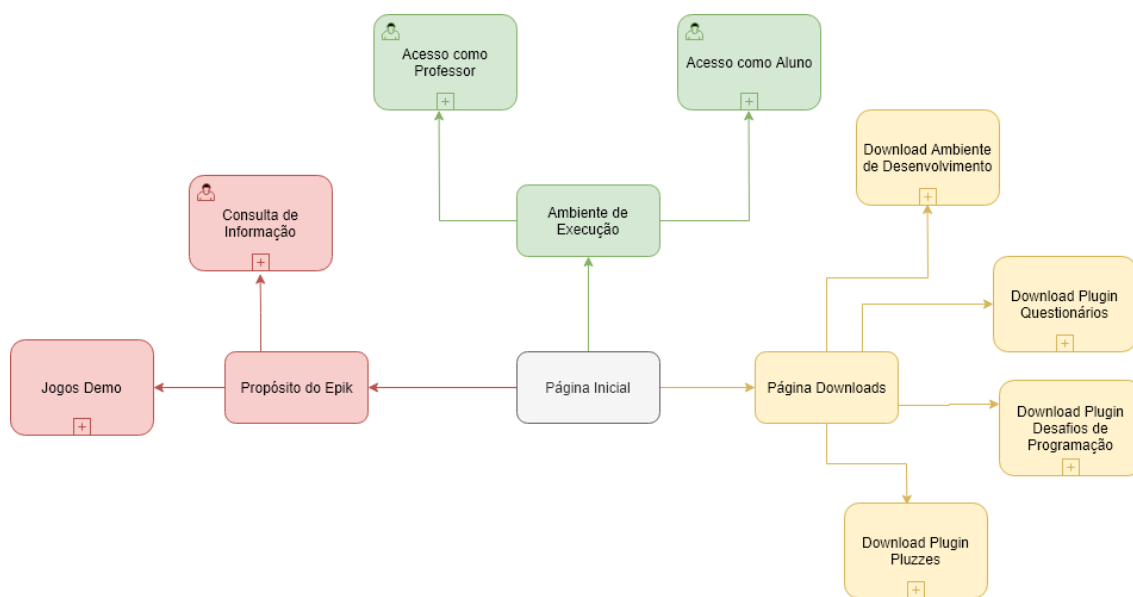 Acesso como
Professor
Acesso como Aluno
Download Ambiente
de Desenvolvimento
Consulta de
Informação
Ambiente de
Execução
Download Plugin
Questionários
Jogos Demo
Propósito do Epik
Página Inicial
Página Downloads
Download Plugin
Desafios de
Programação
Download Plugin
Pluzzes